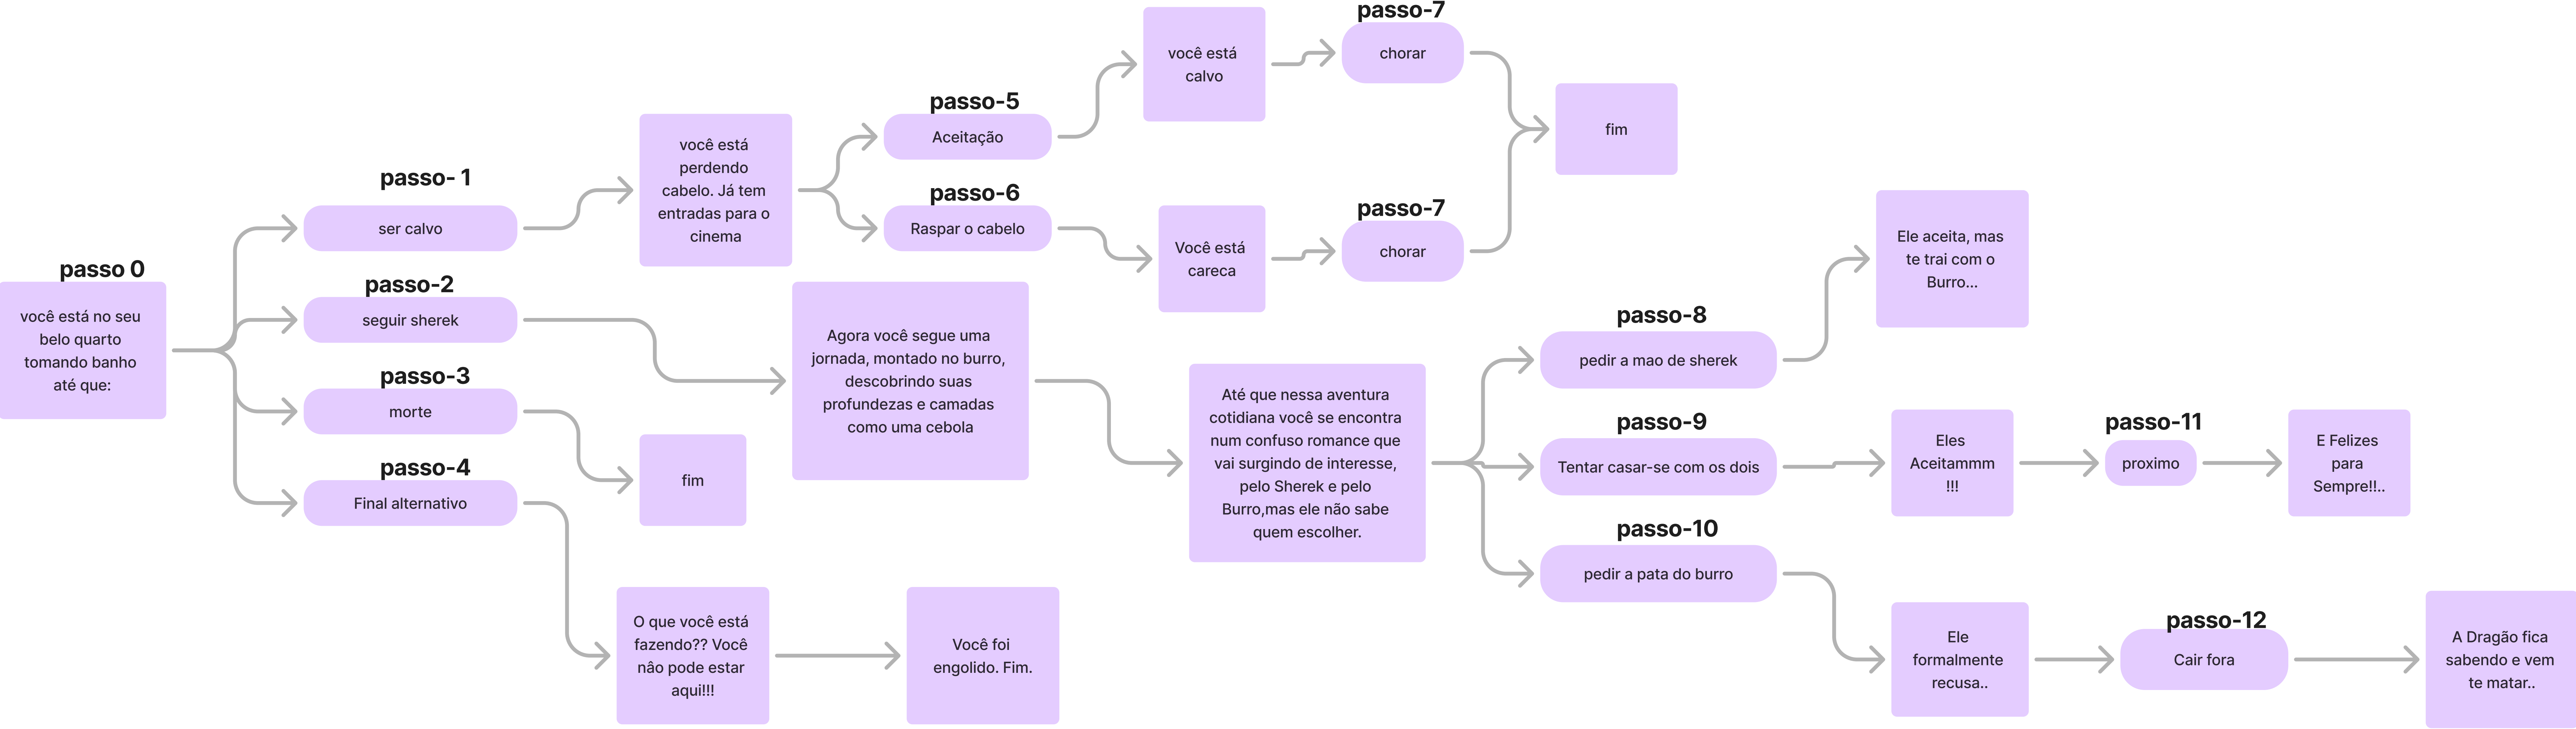 passo 0
você está no seu
belo quarto
tomando banho
até que:
passo- 1
ser calvo
passo-2
seguir sherek
passo-3
morte
passo-4
Final alternativo
você está
perdendo
cabelo. Já tem
entradas para o
cinema
passo-5
Aceitação
passo-6
Raspar o cabelo
você está
calvo
passo-7
chorar
Você está
careca
passo-7
chorar
fim
Agora você segue uma
jornada, montado no burro,
descobrindo suas
profundezas e camadas
como uma cebola
fim
O que você está
fazendo?? Você
nâo pode estar
aqui!!!
Você foi
engolido. Fim.
Até que nessa aventura
cotidiana você se encontra
num confuso romance que
vai surgindo de interesse,
pelo Sherek e pelo
Burro,mas ele não sabe
quem escolher.
passo-8
pedir a mao de sherek
Ele aceita, mas
te trai com o
Burro...
passo-9
Tentar casar-se com os dois
Eles
Aceitammm
!!!
passo-11
proximo
E Felizes
para
Sempre!!..
passo-10
pedir a pata do burro
Ele
formalmente
recusa..
passo-12
Cair fora
A Dragão fica
sabendo e vem
te matar..